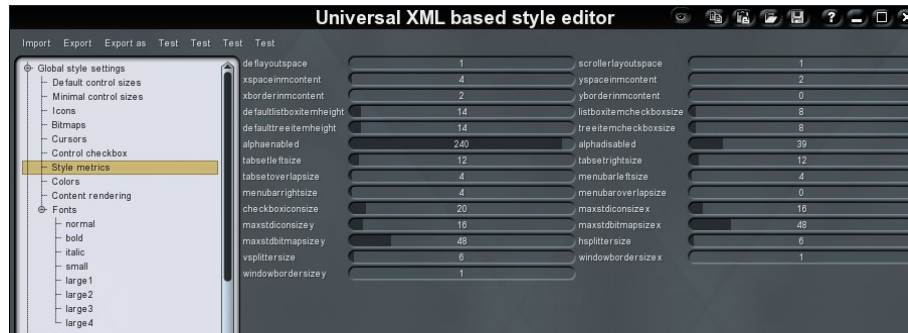 Universal XML based style editor
Import Export Export as Test Test Test Test
Global style settings
Default control sizes
Minimal control sizes
Icons
Bitmaps
Cursors
Control checkbox
Style metrics
Colors
Content rendering
Fonts
normal
bold
italic
small
large1
large2
large3
large4
deflayoutspace 1 scrollerlayoutspace 1
xspaceinmcontent 4 yspaceinmcontent 2
xborderinmcontent 2 yborderinmcontent 0
defaultlistboxitemheight 14 listboxitemcheckboxsize 8
defaulttreeitemheight 14 treeitemcheckboxsize 8
alphaenabled 240 alphadisabled 39
tabsetleftsize 12 tabsetrightsize 12
tabsetoverlapsize 4 menubarleftsize 4
menubarrightsize 4 menubaroverlapsize 0
checkboxiconsize 20 maxstdiconsizex 16
maxstdiconsizey 16 maxstdbitmapsizex 48
maxstdbitmapsizey 48 hsplittersize 6
vsplittersize 6 windowbordersizex 1
windowbordersizey 1